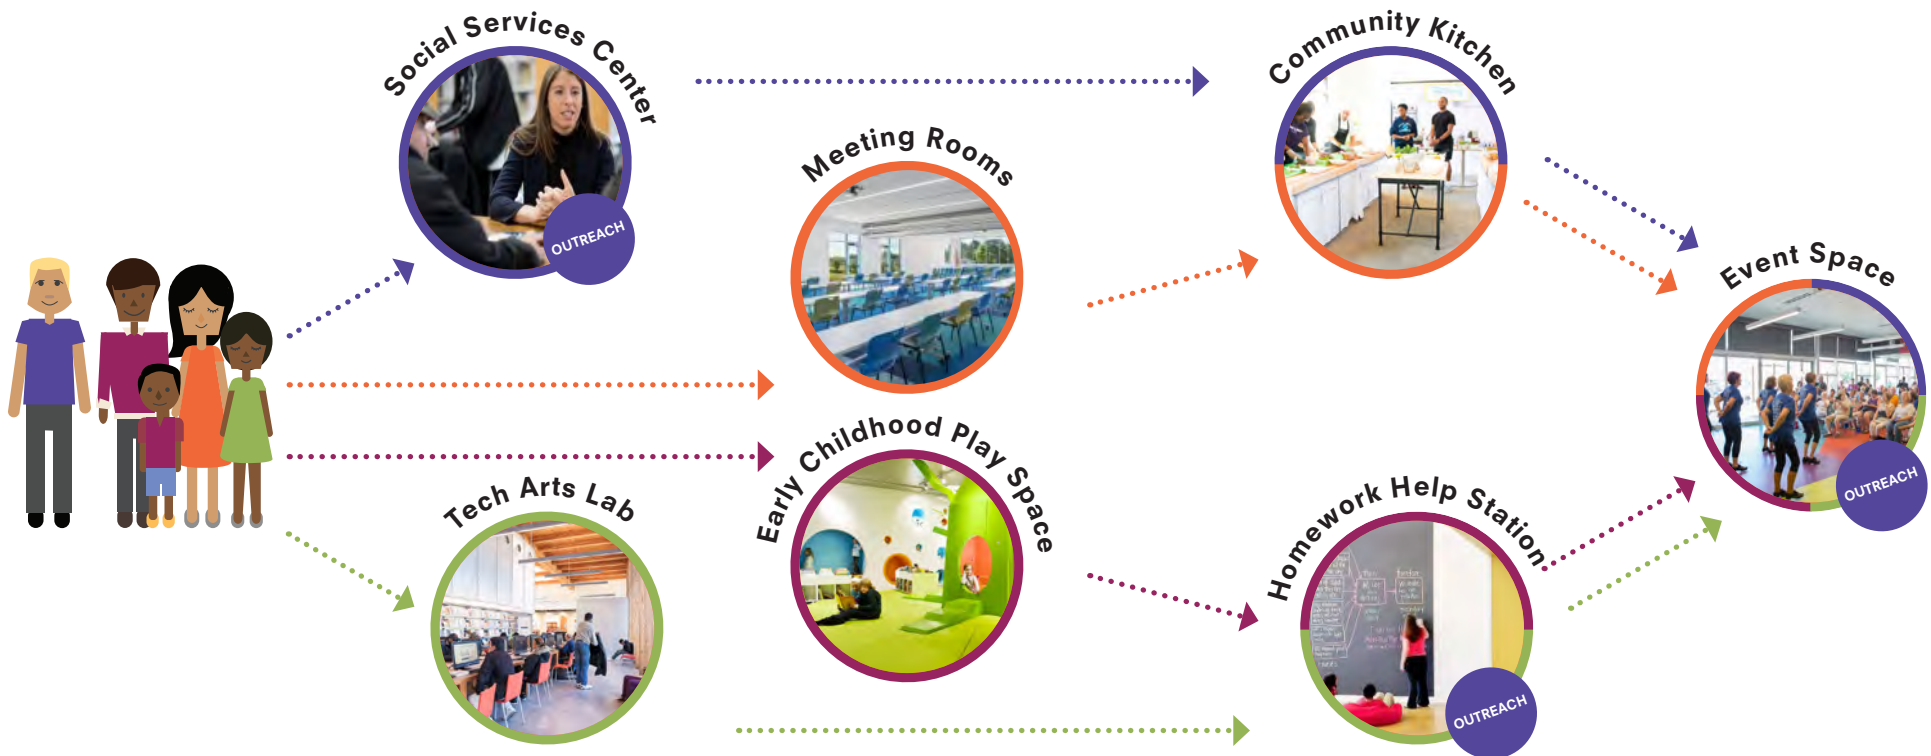 Social Services Center
OUTREACH
Meeting Rooms
Community Kitchen
Event Space
OUTREACH
Tech Arts Lab
Early Childhood Play Space
Homework Help Station
OUTREACH